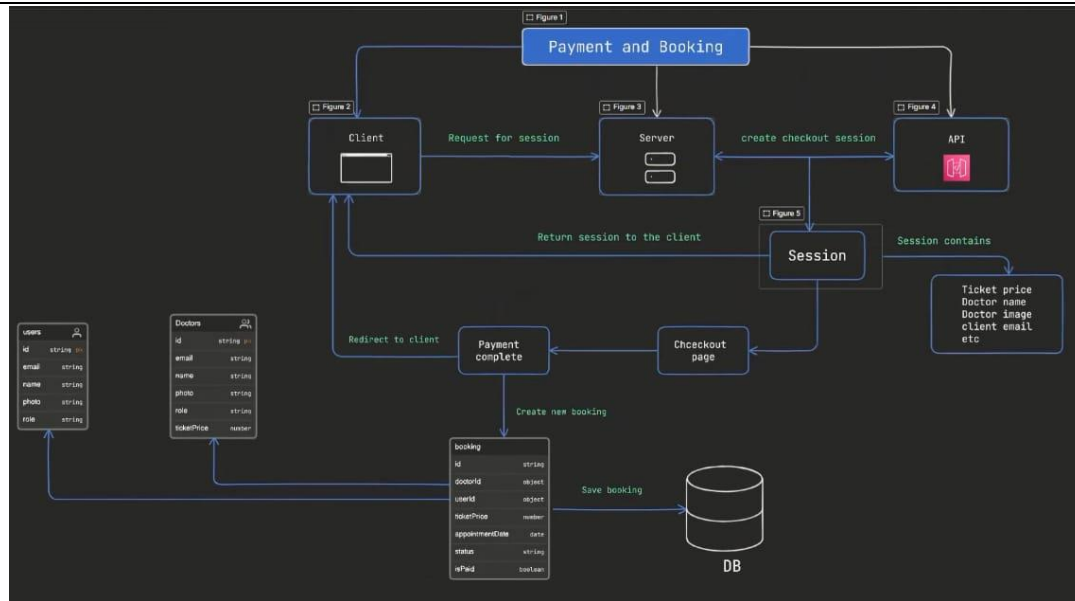 Figure 1
Payment and Booking
Figure 2
Figure 3
Figure 4
Client
Request for session
Server
create checkout session
API
Figure 5
Return session to the client
Session
Session contains
Ticket price
Doctor name
Doctor image
client email
etc
users
id string pk
email string
name string
photo string
role string
Doctors
id string pk
email string
name string
photo string
role string
ticketPrice number
Redirect to client
Payment
complete
Chceckout
page
Create new booking
booking
id string
doctorId object
userId object
ticketPrice number
appointmentDate date
status string
isPaid boolean
Save booking
DB